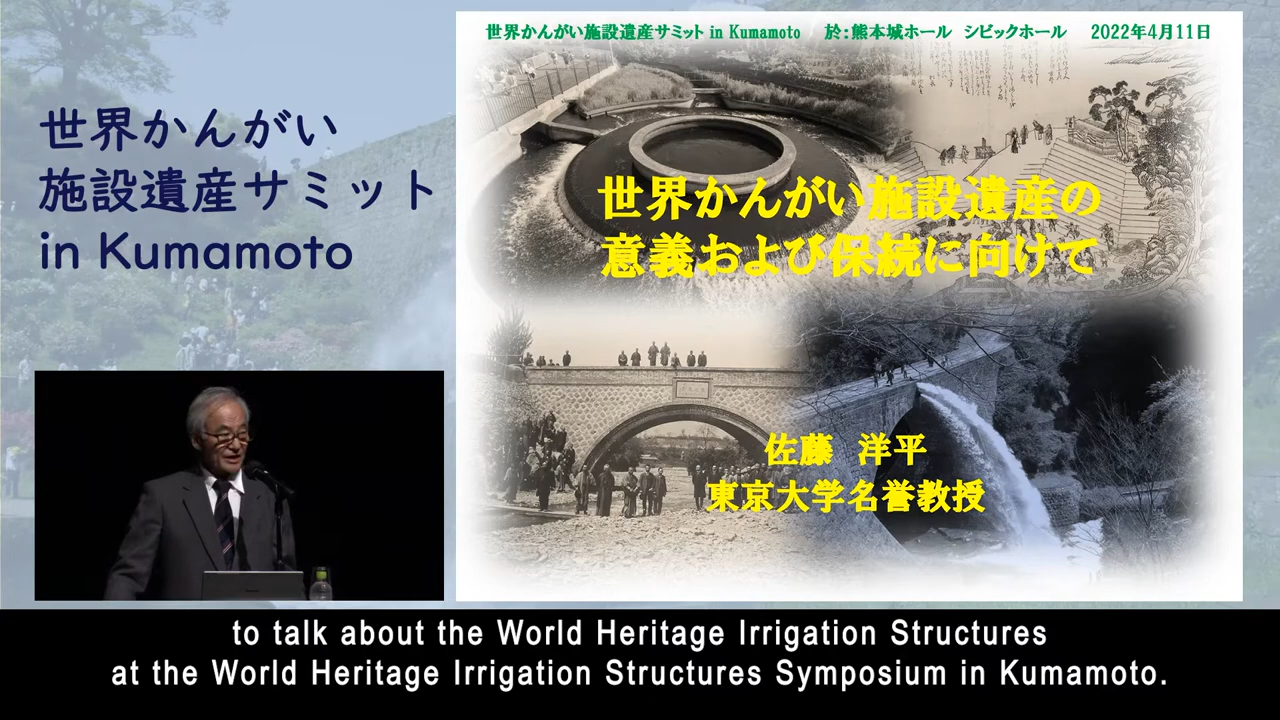 世界かんがい施設遺産サミット in Kumamoto 於：熊本城ホール シビックホール 2022年4月11日
世界かんがい
施設遺産サミット
in Kumamoto
世界かんがい施設遺産の
意義および保続に向けて
佐藤 洋平
東京大学名誉教授
to talk about the World Heritage Irrigation Structures
at the World Heritage Irrigation Structures Symposium in Kumamoto.